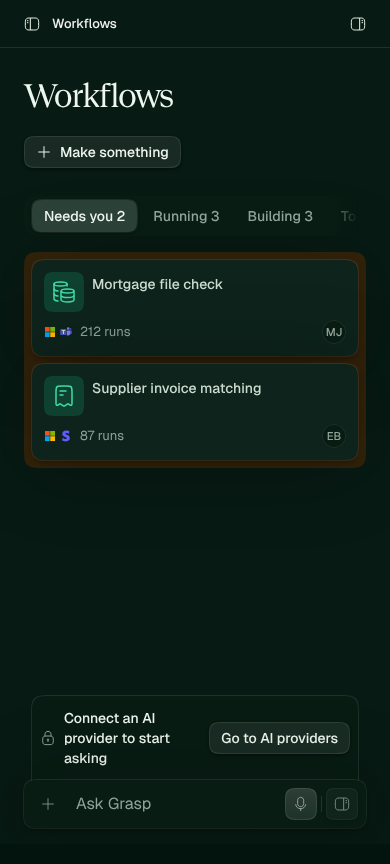 Workflows
Workflows
Make something
Needs you 2
Running 3
Building 3
To
Mortgage file check
212 runs
MJ
Supplier invoice matching
87 runs
EB
Connect an AI
provider to start
asking
Go to AI providers
Ask Grasp